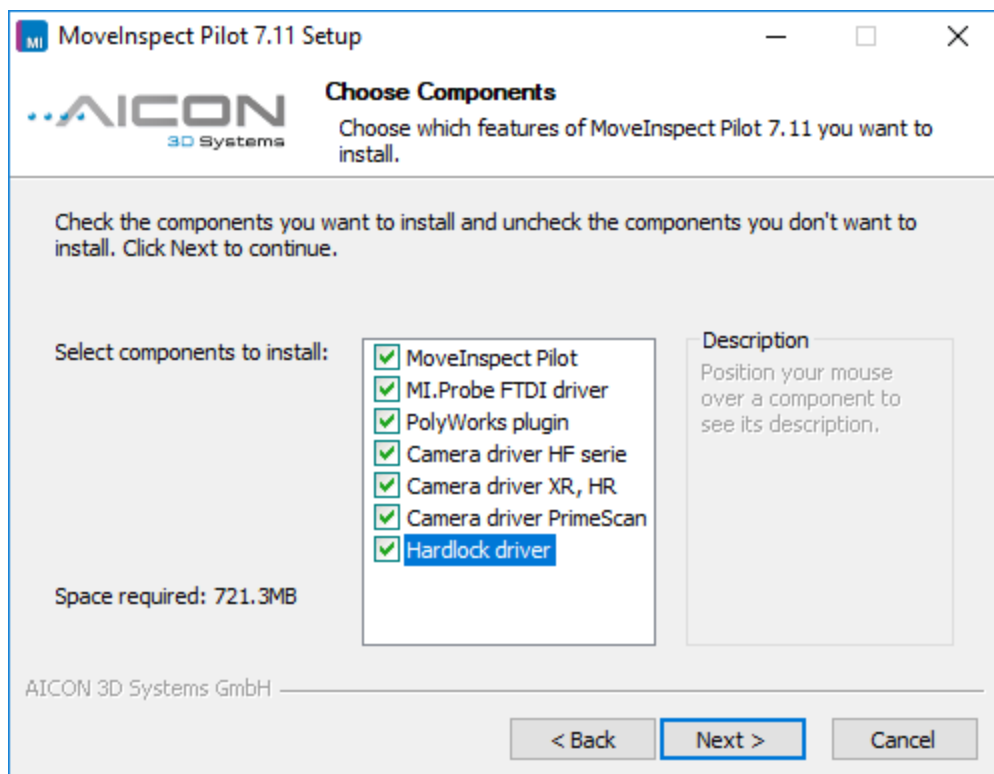 MI MoveInspect Pilot 7.11 Setup
AICON
3D Systems
Choose Components
Choose which features of MoveInspect Pilot 7.11 you want to
install.
Check the components you want to install and uncheck the components you don't want to
install. Click Next to continue.
Select components to install:
MoveInspect Pilot
MI.Probe FTDI driver
PolyWorks plugin
Camera driver HF serie
Camera driver XR, HR
Camera driver PrimeScan
Hardlock driver
Description
Position your mouse
over a component to
see its description.
Space required: 721.3MB
AICON 3D Systems GmbH
< Back Next > Cancel